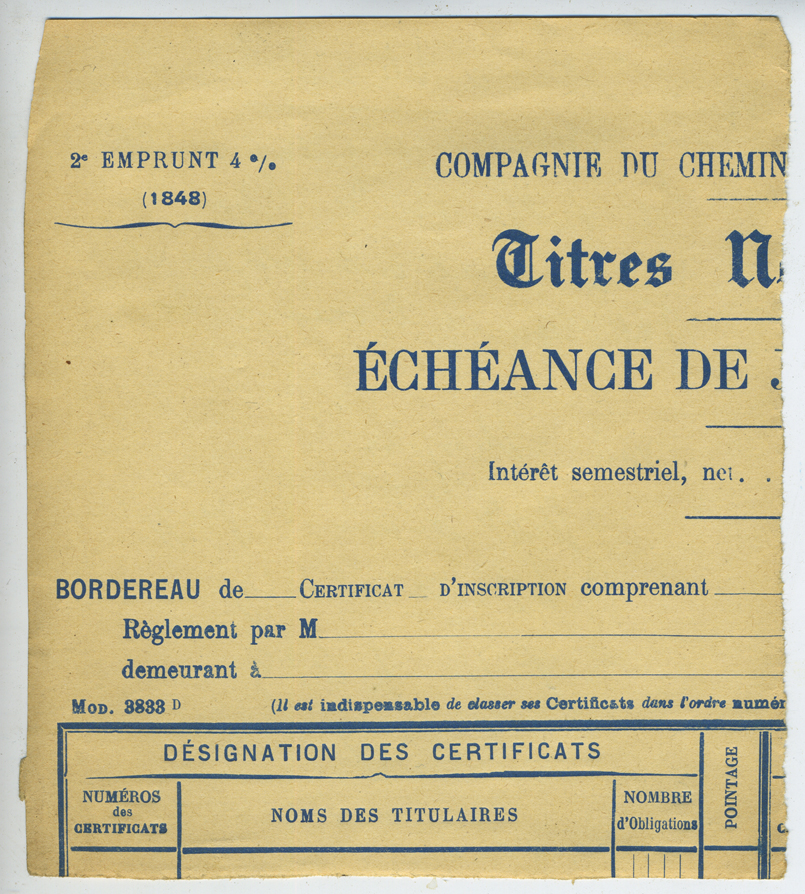 2e EMPRUNT 4 %
(1848)
COMPAGNIE DU CHEMIN
Titres
ÉCHÉANCE DE
Intérêt semestriel, net. .
BORDEREAU de CERTIFICAT D'INSCRIPTION comprenant
Règlement par M
demeurant à
MOD. 3833 D
(Il est indispensable de classer ses Certificats dans l'ordre numér
DÉSIGNATION DES CERTIFICATS
POINTAGE
NUMÉROS
des
CERTIFICATS
NOMS DES TITULAIRES
NOMBRE
d'Obligations